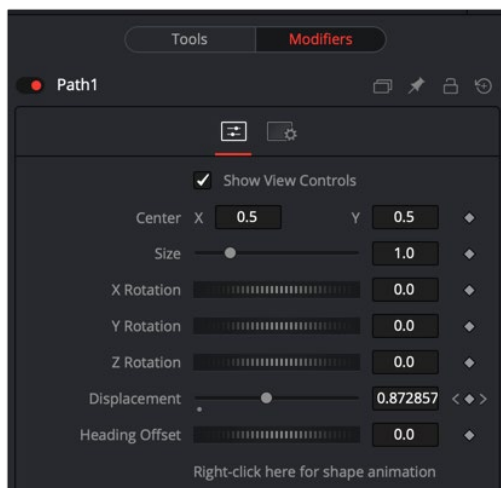 Tools Modifiers
Path1
Show View Controls
Center X 0.5 Y 0.5
Size 1.0
X Rotation 0.0
Y Rotation 0.0
Z Rotation 0.0
Displacement 0.872857
Heading Offset 0.0
Right-click here for shape animation